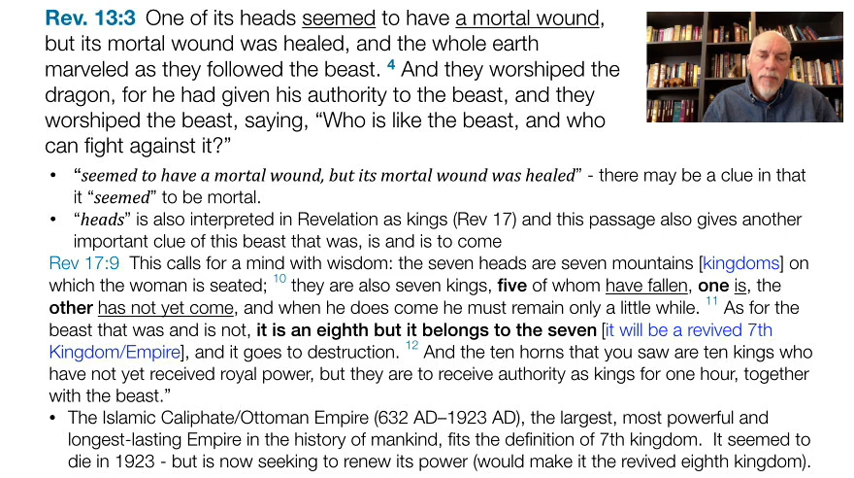 Rev. 13:3 One of its heads seemed to have a mortal wound,
but its mortal wound was healed, and the whole earth
marveled as they followed the beast. 4 And they worshiped the
dragon, for he had given his authority to the beast, and they
worshiped the beast, saying, “Who is like the beast, and who
can fight against it?”
• “seemed to have a mortal wound, but its mortal wound was healed” - there may be a clue in that
it “seemed” to be mortal.
• “heads” is also interpreted in Revelation as kings (Rev 17) and this passage also gives another
important clue of this beast that was, is and is to come
Rev 17:9 This calls for a mind with wisdom: the seven heads are seven mountains [kingdoms] on
which the woman is seated; 10 they are also seven kings, five of whom have fallen, one is, the
other has not yet come, and when he does come he must remain only a little while. 11 As for the
beast that was and is not, it is an eighth but it belongs to the seven [it will be a revived 7th
Kingdom/Empire], and it goes to destruction. 12 And the ten horns that you saw are ten kings who
have not yet received royal power, but they are to receive authority as kings for one hour, together
with the beast.”
• The Islamic Caliphate/Ottoman Empire (632 AD–1923 AD), the largest, most powerful and
longest-lasting Empire in the history of mankind, fits the definition of 7th kingdom. It seemed to
die in 1923 - but is now seeking to renew its power (would make it the revived eighth kingdom).